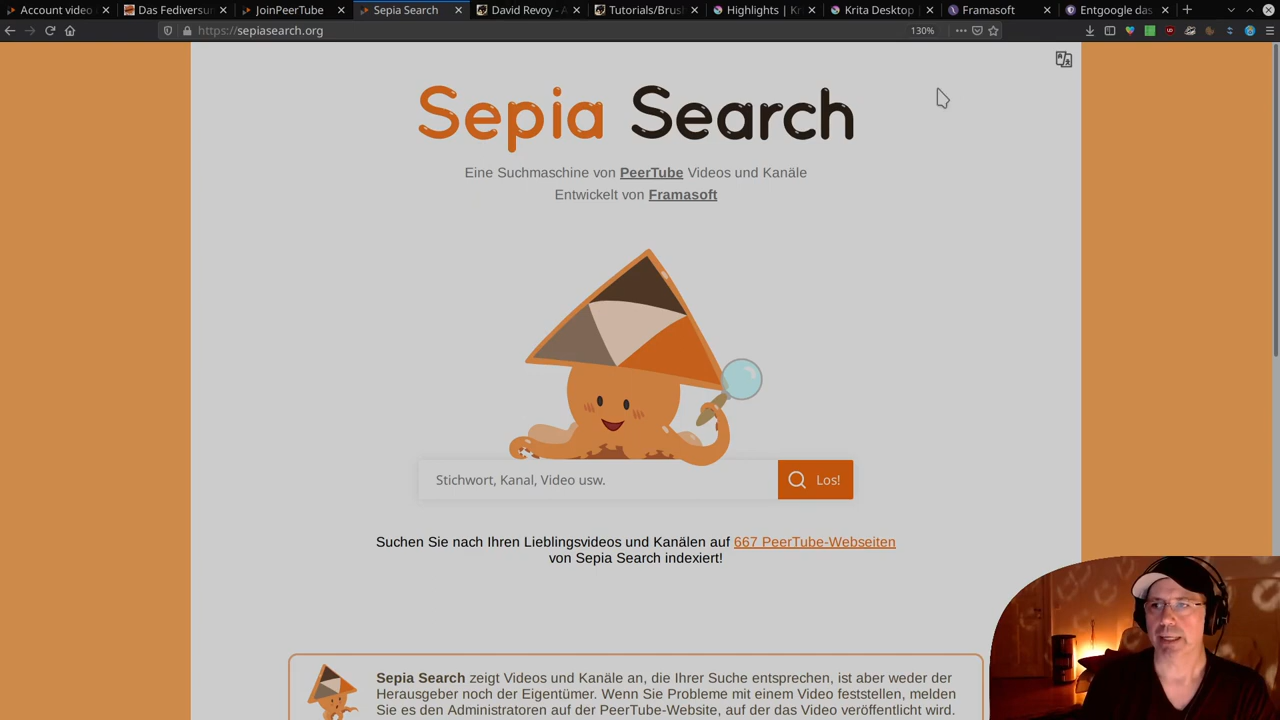 Account video
Das Fediversum
JoinPeerTube
Sepia Search
David Revoy - A
Tutorials/Brus
Highlights | K
Krita Desktop
Framasoft
Entgoogle das
https://sepiasearch.org
130%
Sepia Search
Eine Suchmaschine von PeerTube Videos und Kanäle
Entwickelt von Framasoft
Stichwort, Kanal, Video usw.
Los!
Suchen Sie nach Ihren Lieblingsvideos und Kanälen auf 667 PeerTube-Webseiten
von Sepia Search indexiert!
Sepia Search zeigt Videos und Kanäle an, die Ihrer Suche entsprechen, ist aber weder der
Herausgeber noch der Eigentümer. Wenn Sie Probleme mit einem Video feststellen, melden
Sie es den Administratoren auf der PeerTube-Website, auf der das Video veröffentlicht wird.